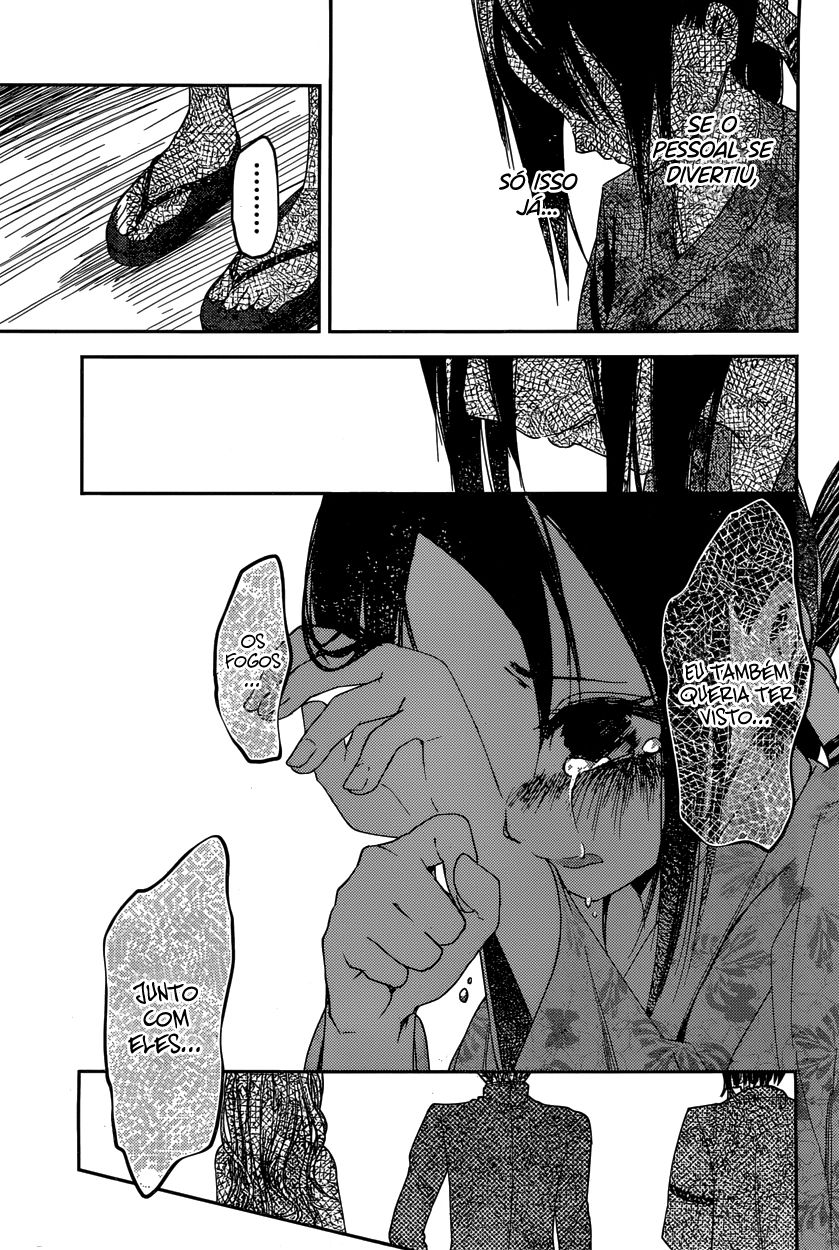 SE O
PESSOAL SE
DIVERTIU,
SÓ ISSO
JÁ...
........
EU TAMBÉM
QUERIA TER
VISTO...
OS
FOGOS
...
JUNTO
COM
ELES...